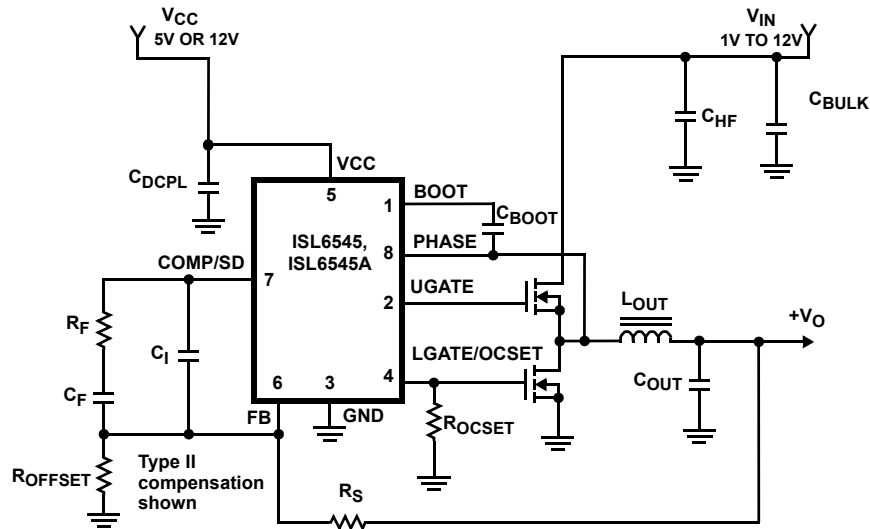 VCC
5V OR 12V
VIN
1V TO 12V
CHF
CBULK
CDCPL
VCC
5
BOOT
1
CBOOT
ISL6545,
ISL6545A
PHASE
8
COMP/SD
7
UGATE
2
RF
CI
LOUT
+VO
LGATE/OCSET
4
COUT
CF
6
3
FB
GND
ROCSET
ROFFSET
Type II
compensation
shown
RS